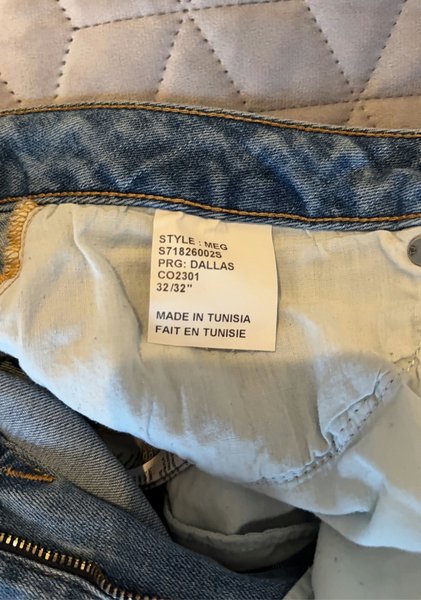 STYLE : MEG
S71826002S
PRG: DALLAS
CO2301
32/32"
MADE IN TUNISIA
FAIT EN TUNISIE